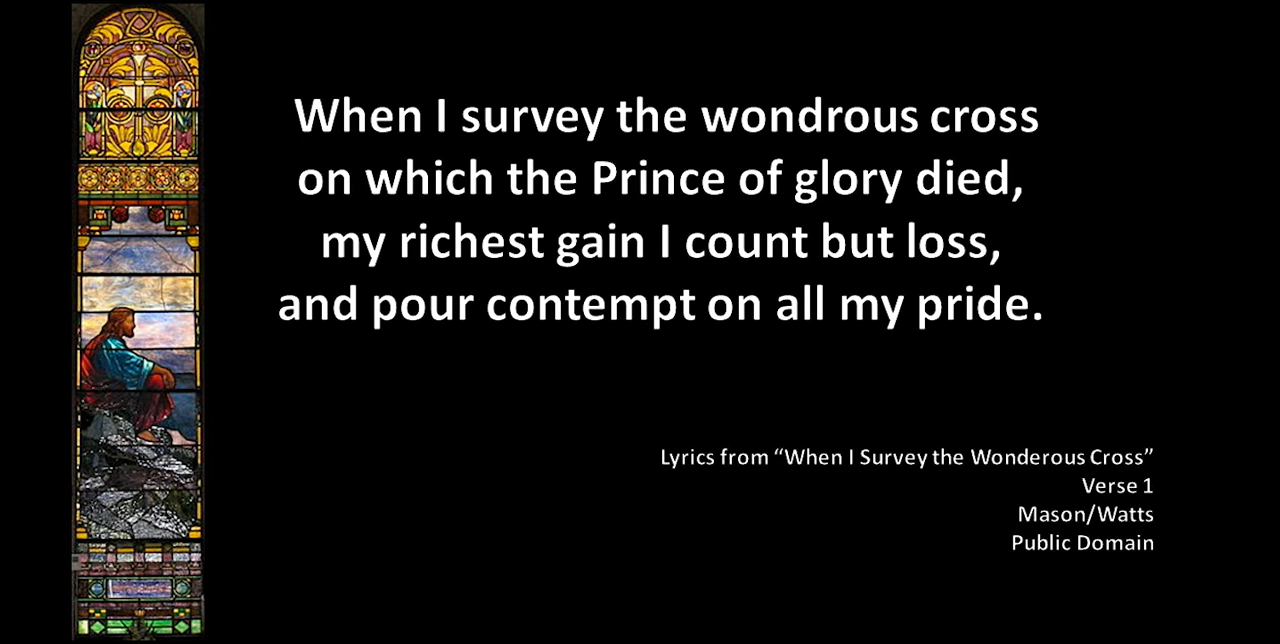 When I survey the wondrous cross
on which the Prince of glory died,
my richest gain I count but loss,
and pour contempt on all my pride.
Lyrics from “When I Survey the Wonderous Cross”
Verse 1
Mason/Watts
Public Domain